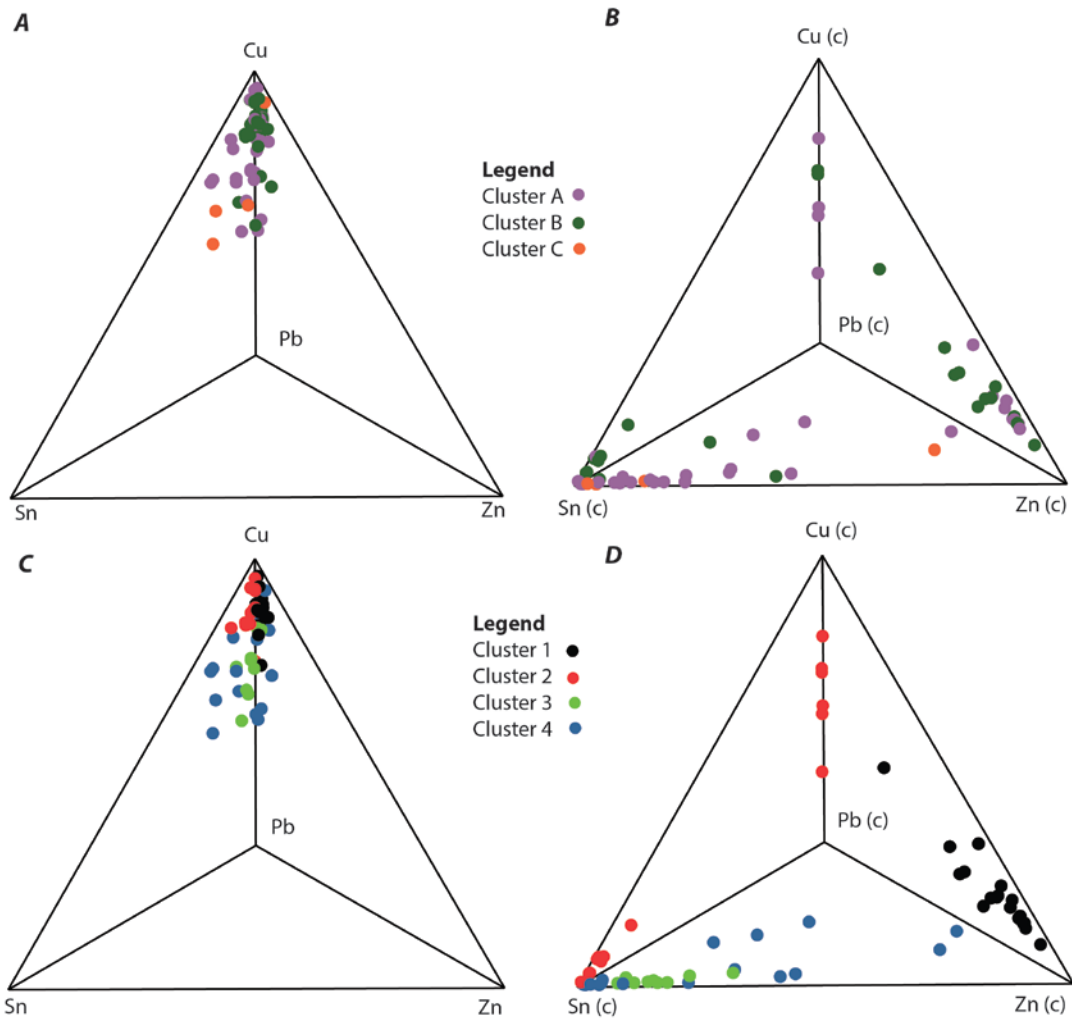 A
Cu
Pb
Sn
Zn
B
Cu (c)
Pb (c)
Sn (c)
Zn (c)
Legend
Cluster A
Cluster B
Cluster C
C
Cu
Pb
Sn
Zn
D
Cu (c)
Pb (c)
Sn (c)
Zn (c)
Legend
Cluster 1
Cluster 2
Cluster 3
Cluster 4